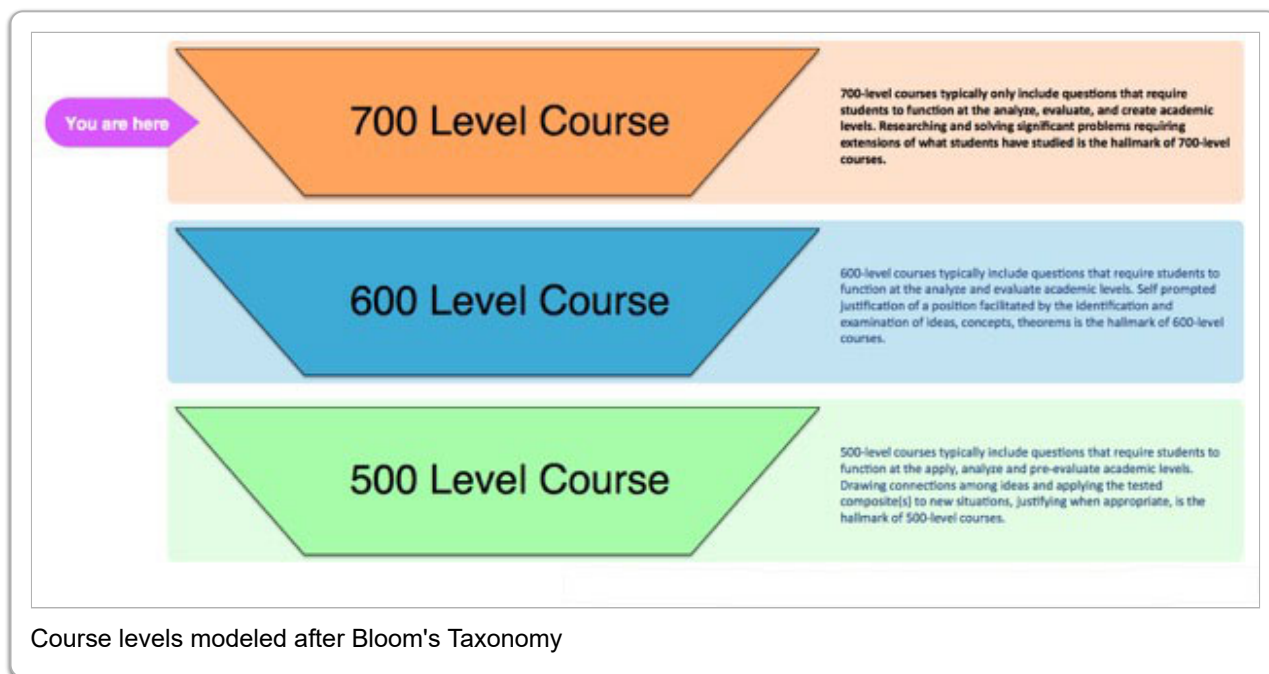 You are here
700 Level Course
700-level courses typically only include questions that require
students to function at the analyze, evaluate, and create academic
levels. Researching and solving significant problems requiring
extensions of what students have studied is the hallmark of 700-level
courses.
600 Level Course
600-level courses typically include questions that require students to
function at the analyze and evaluate academic levels. Self prompted
justification of a position facilitated by the identification and
examination of ideas, concepts, theorems is the hallmark of 600-level
courses.
500 Level Course
500-level courses typically include questions that require students to
function at the apply, analyze and pre-evaluate academic levels.
Drawing connections among ideas and applying the tested
composite(s) to new situations, justifying when appropriate, is the
hallmark of 500-level courses.
Course levels modeled after Bloom's Taxonomy